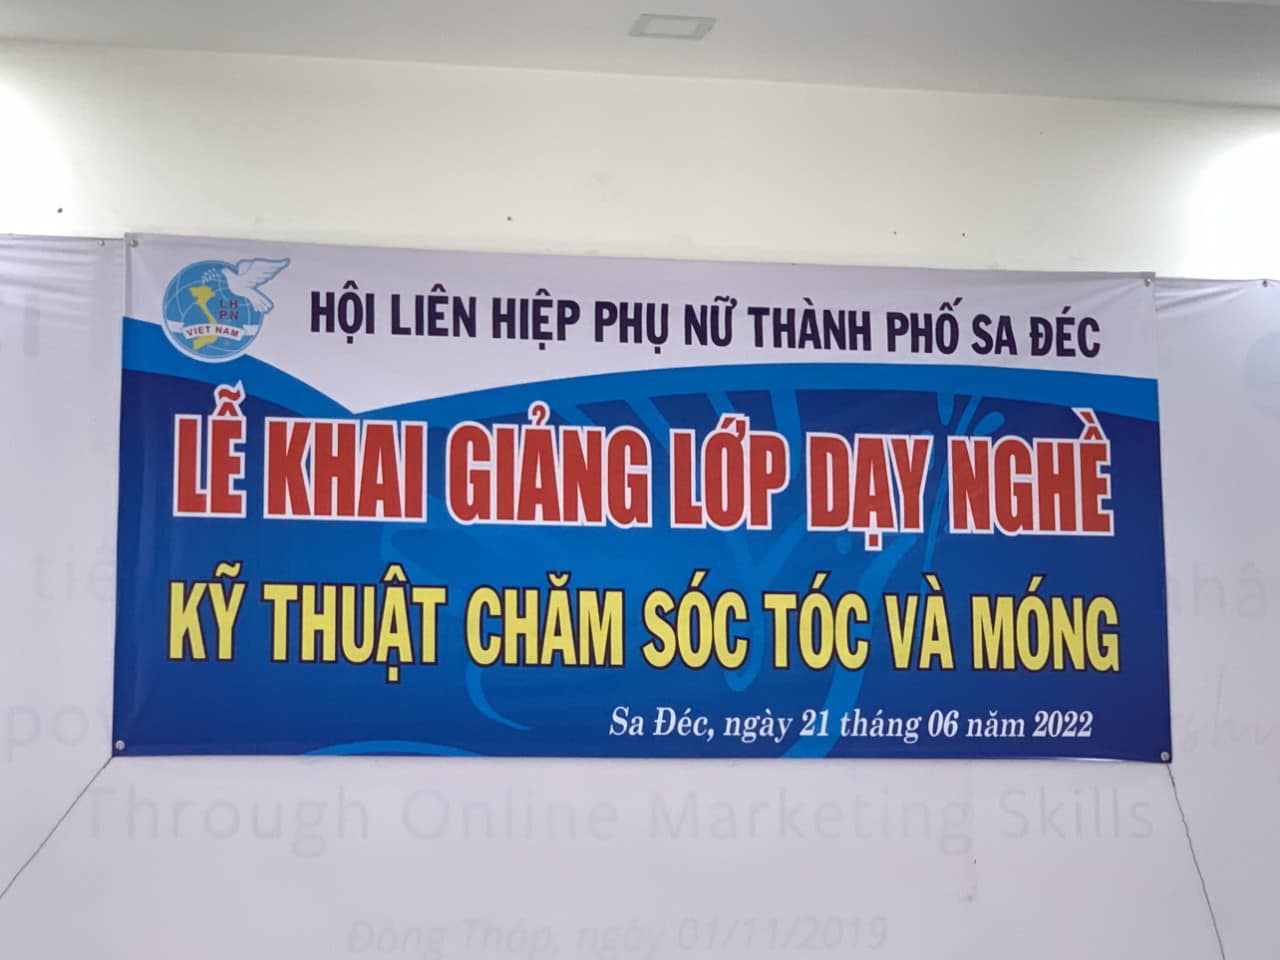 LH
PN
VIỆT NAM
HỘI LIÊN HIỆP PHỤ NỮ THÀNH PHỐ SA ĐÉC
LỄ KHAI GIẢNG LỚP DẠY NGHỀ
KỸ THUẬT CHĂM SÓC TÓC VÀ MÓNG
Sa Đéc, ngày 21 tháng 06 năm 2022
Through Online Marketing Skills
Đồng Tháp, ngày 01/11/2019